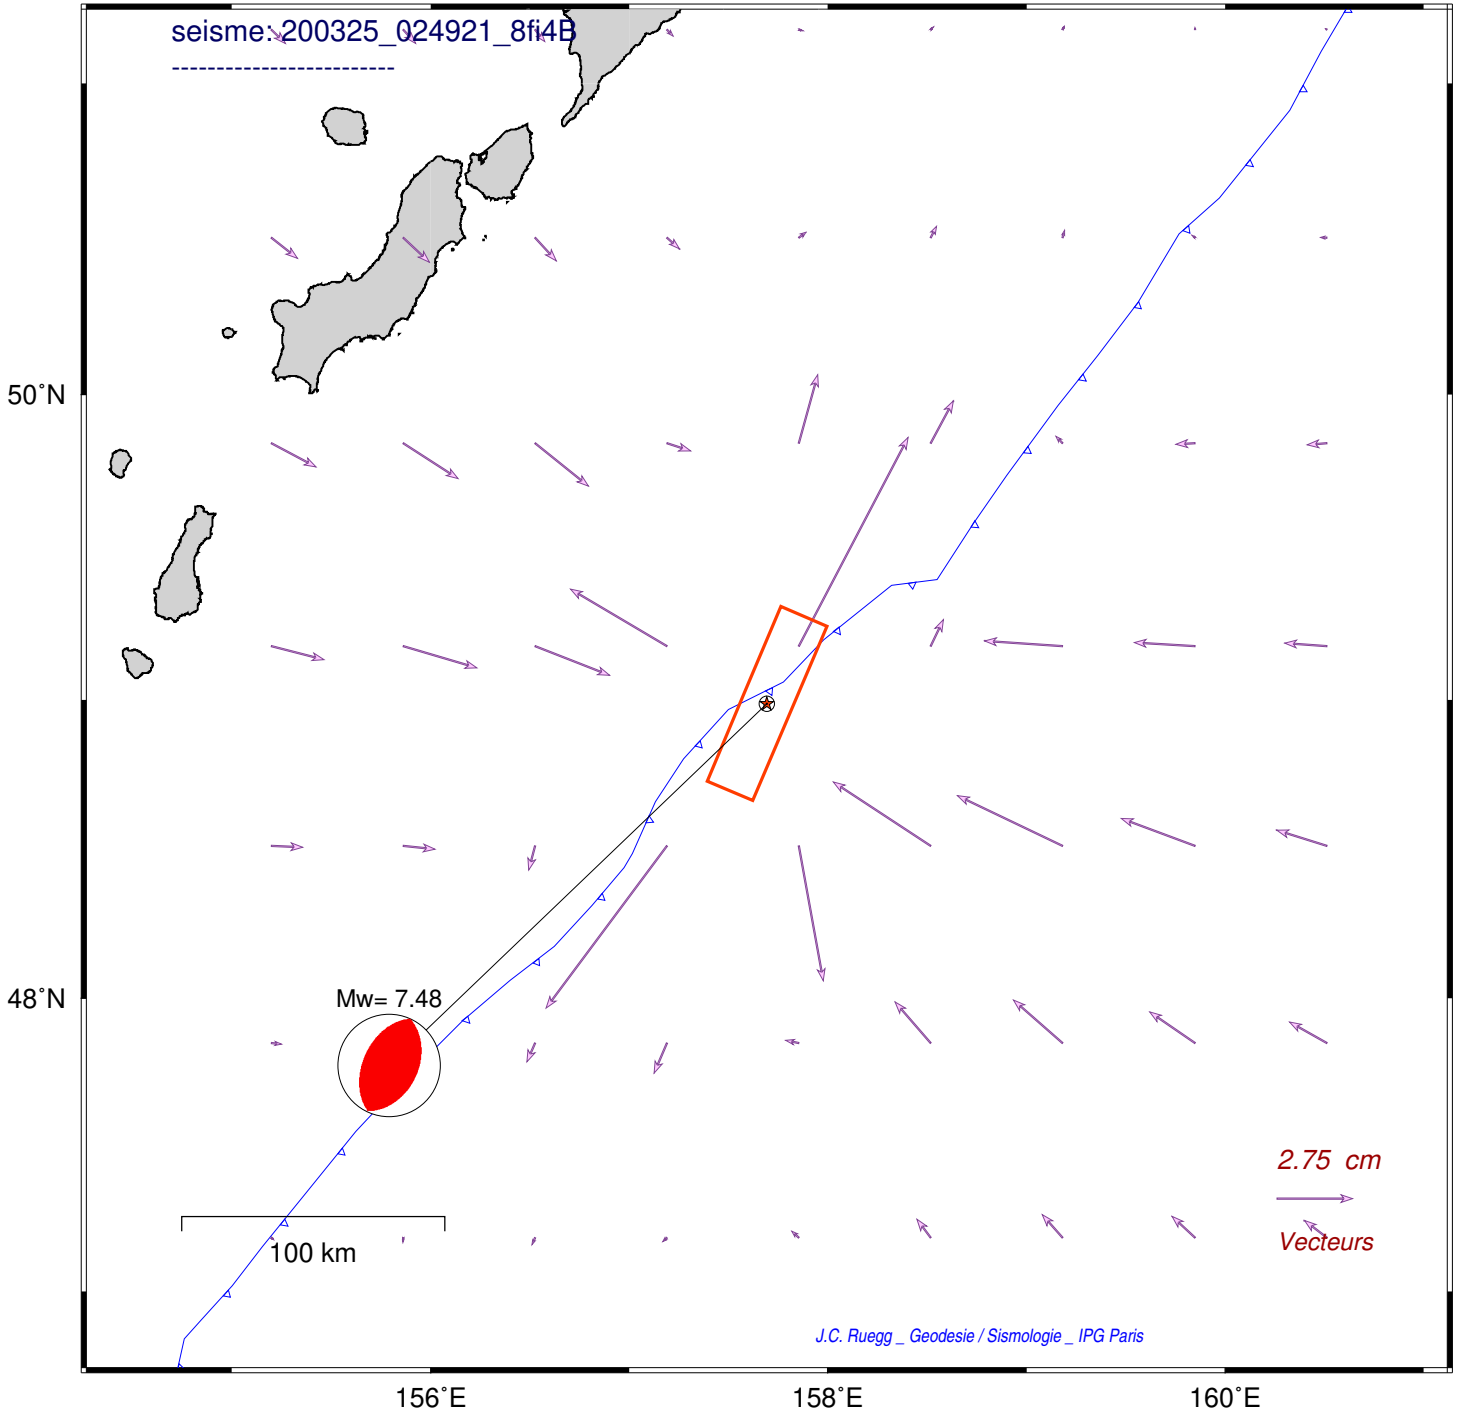 seisme: 200325_024921_8fi4B
------------------------
50°N
48°N
Mw= 7.48
2.75 cm
Vecteurs
100 km
J.C. Ruegg _ Geodesie / Sismologie _ IPG Paris
156°E 158°E 160°E